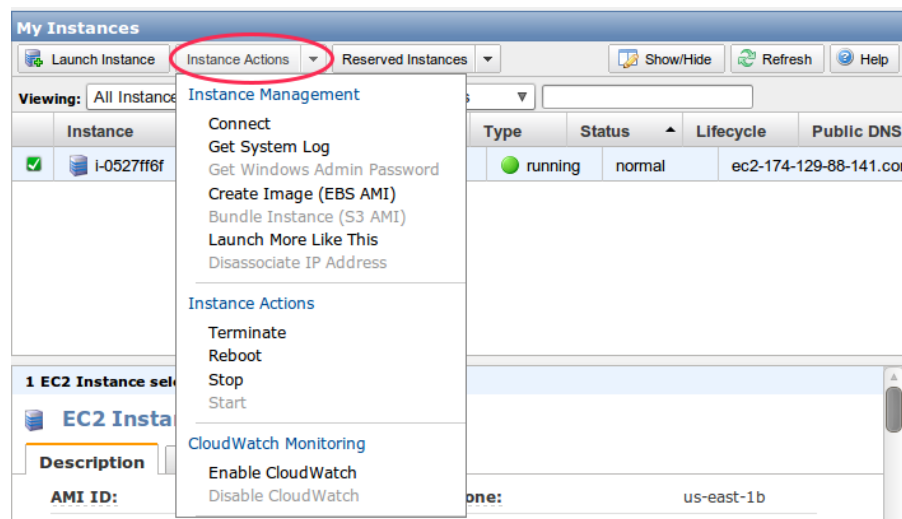 My Instances
Launch Instance Instance Actions Reserved Instances Show/Hide Refresh Help
Viewing: All Instance
Instance Type Status Lifecycle Public DNS
i-0527ff6f running normal ec2-174-129-88-141.co
Instance Management
Connect
Get System Log
Get Windows Admin Password
Create Image (EBS AMI)
Bundle Instance (S3 AMI)
Launch More Like This
Disassociate IP Address
Instance Actions
Terminate
Reboot
Stop
Start
CloudWatch Monitoring
Enable CloudWatch
Disable CloudWatch
1 EC2 Instance sel
EC2 Insta
Description
AMI ID: one: us-east-1b